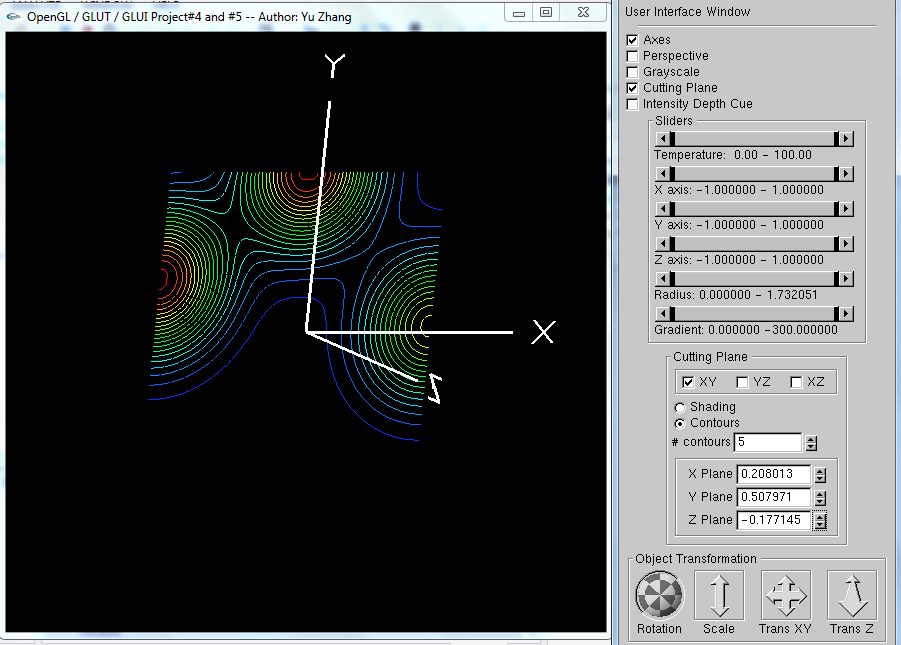 OpenGL / GLUT / GLUI Project#4 and #5 -- Author: Yu Zhang
Y
X
Z
User Interface Window
Axes
Perspective
Grayscale
Cutting Plane
Intensity Depth Cue
Sliders
Temperature: 0.00 - 100.00
X axis: -1.000000 - 1.000000
Y axis: -1.000000 - 1.000000
Z axis: -1.000000 - 1.000000
Radius: 0.000000 - 1.732051
Gradient: 0.000000 -300.000000
Cutting Plane
XY YZ XZ
Shading
Contours
# contours 5
X Plane 0.208013
Y Plane 0.507971
Z Plane -0.177145
Object Transformation
Rotation Scale Trans XY Trans Z